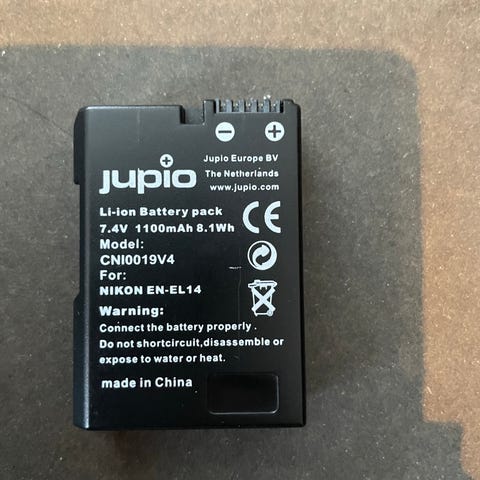 jupio
Jupio Europe BV
The Netherlands
www.jupio.com
Li-ion Battery pack
7.4V 1100mAh 8.1Wh
Model:
CNI0019V4
For:
NIKON EN-EL14
CE
Warning:
Connect the battery properly .
Do not shortcircuit,disassemble or
expose to water or heat.
made in China